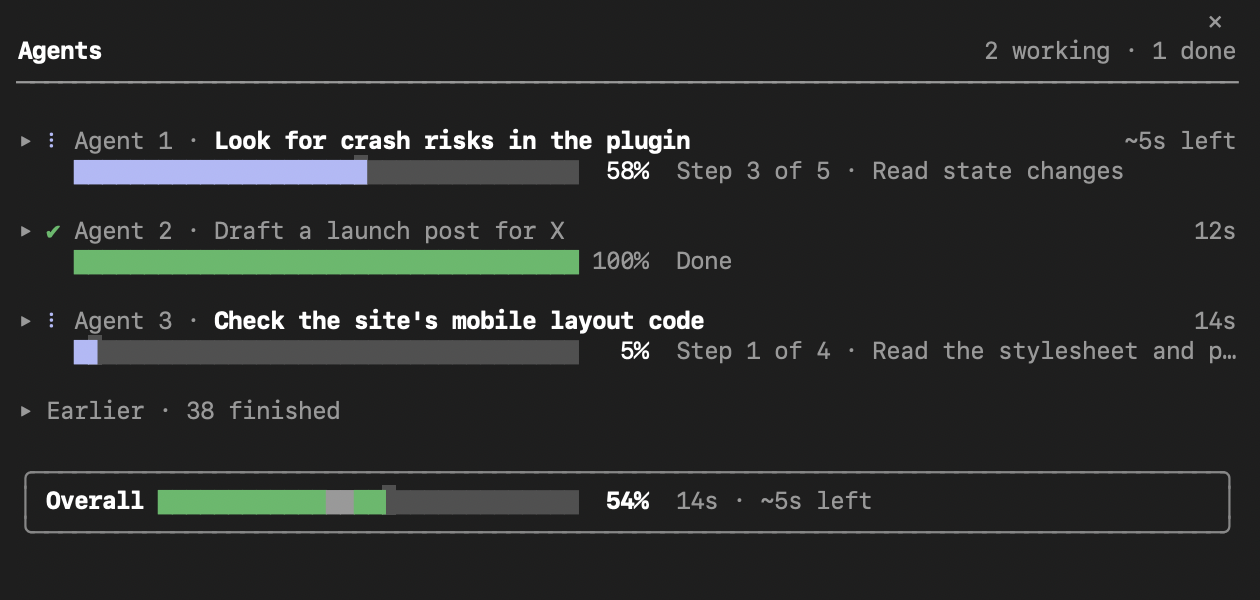 ×
Agents 2 working · 1 done
▶ ⋮ Agent 1 · Look for crash risks in the plugin ~5s left
58% Step 3 of 5 · Read state changes
▶ ✔ Agent 2 · Draft a launch post for X 12s
100% Done
▶ ⋮ Agent 3 · Check the site's mobile layout code 14s
5% Step 1 of 4 · Read the stylesheet and p…
▶ Earlier · 38 finished
Overall 54% 14s · ~5s left